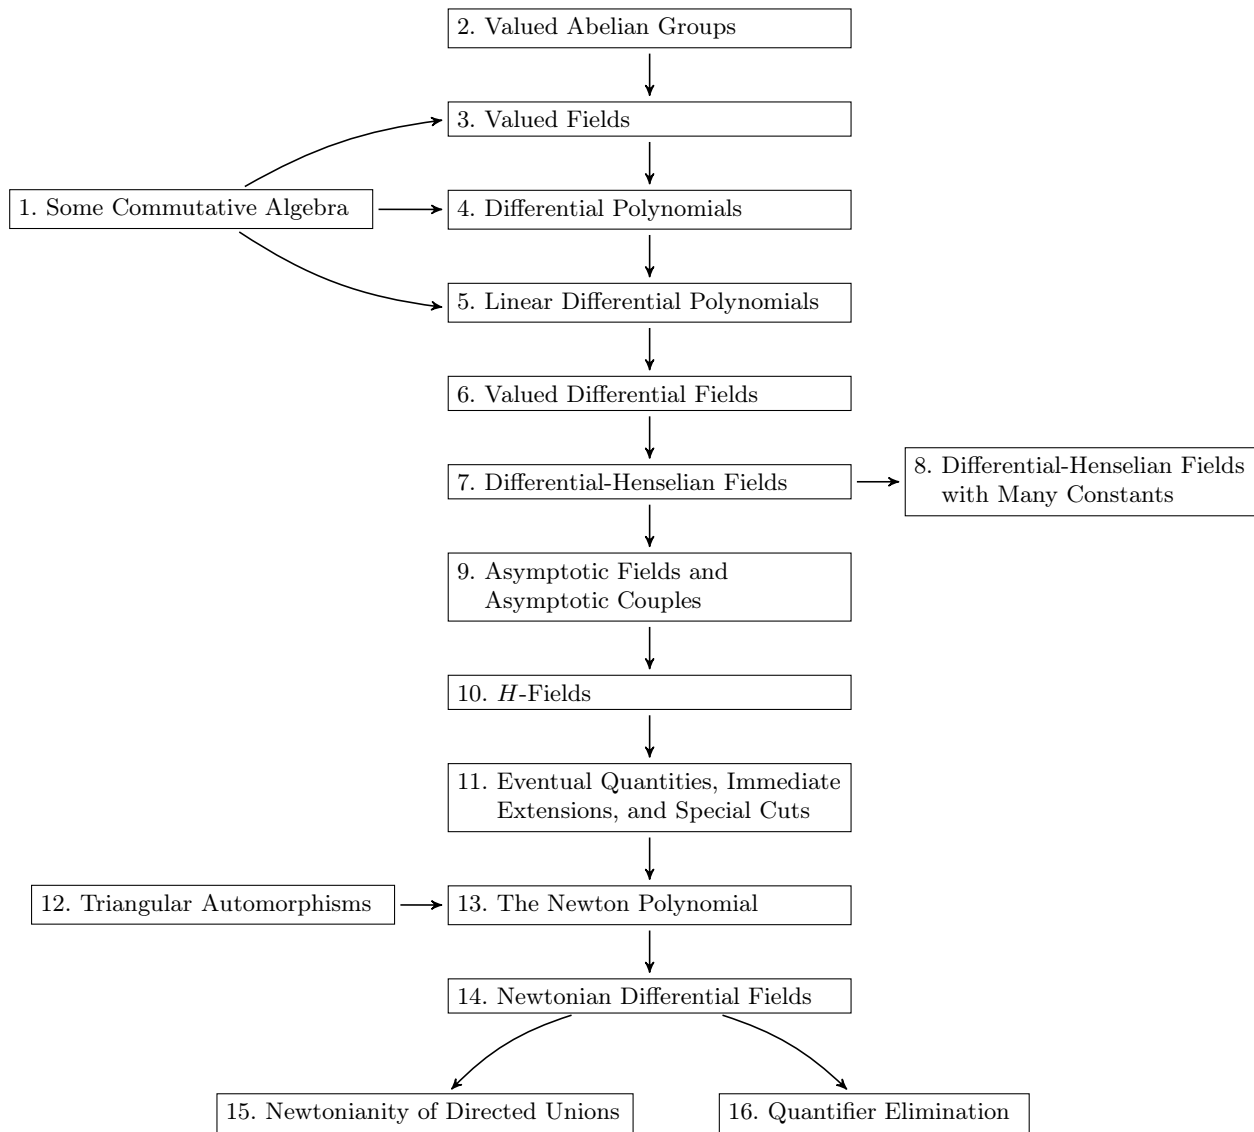 2. Valued Abelian Groups
3. Valued Fields
1. Some Commutative Algebra
4. Differential Polynomials
5. Linear Differential Polynomials
6. Valued Differential Fields
7. Differential-Henselian Fields
8. Differential-Henselian Fields
with Many Constants
9. Asymptotic Fields and
Asymptotic Couples
10. H-Fields
11. Eventual Quantities, Immediate
Extensions, and Special Cuts
12. Triangular Automorphisms
13. The Newton Polynomial
14. Newtonian Differential Fields
15. Newtonianity of Directed Unions
16. Quantifier Elimination